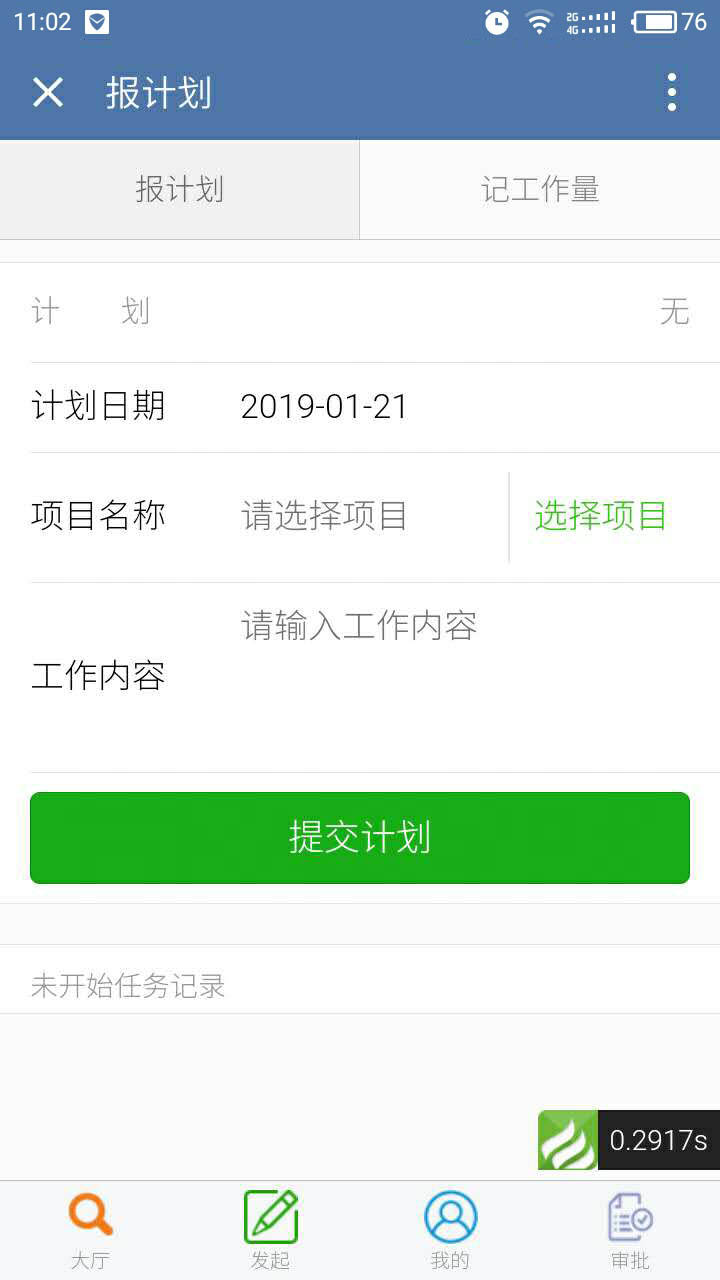 11:02 2G 4G 76
报计划
报计划 记工作量
计 划 无
计划日期 2019-01-21
项目名称 请选择项目 选择项目
请输入工作内容
工作内容
提交计划
未开始任务记录
0.2917s
大厅 发起 我的 审批